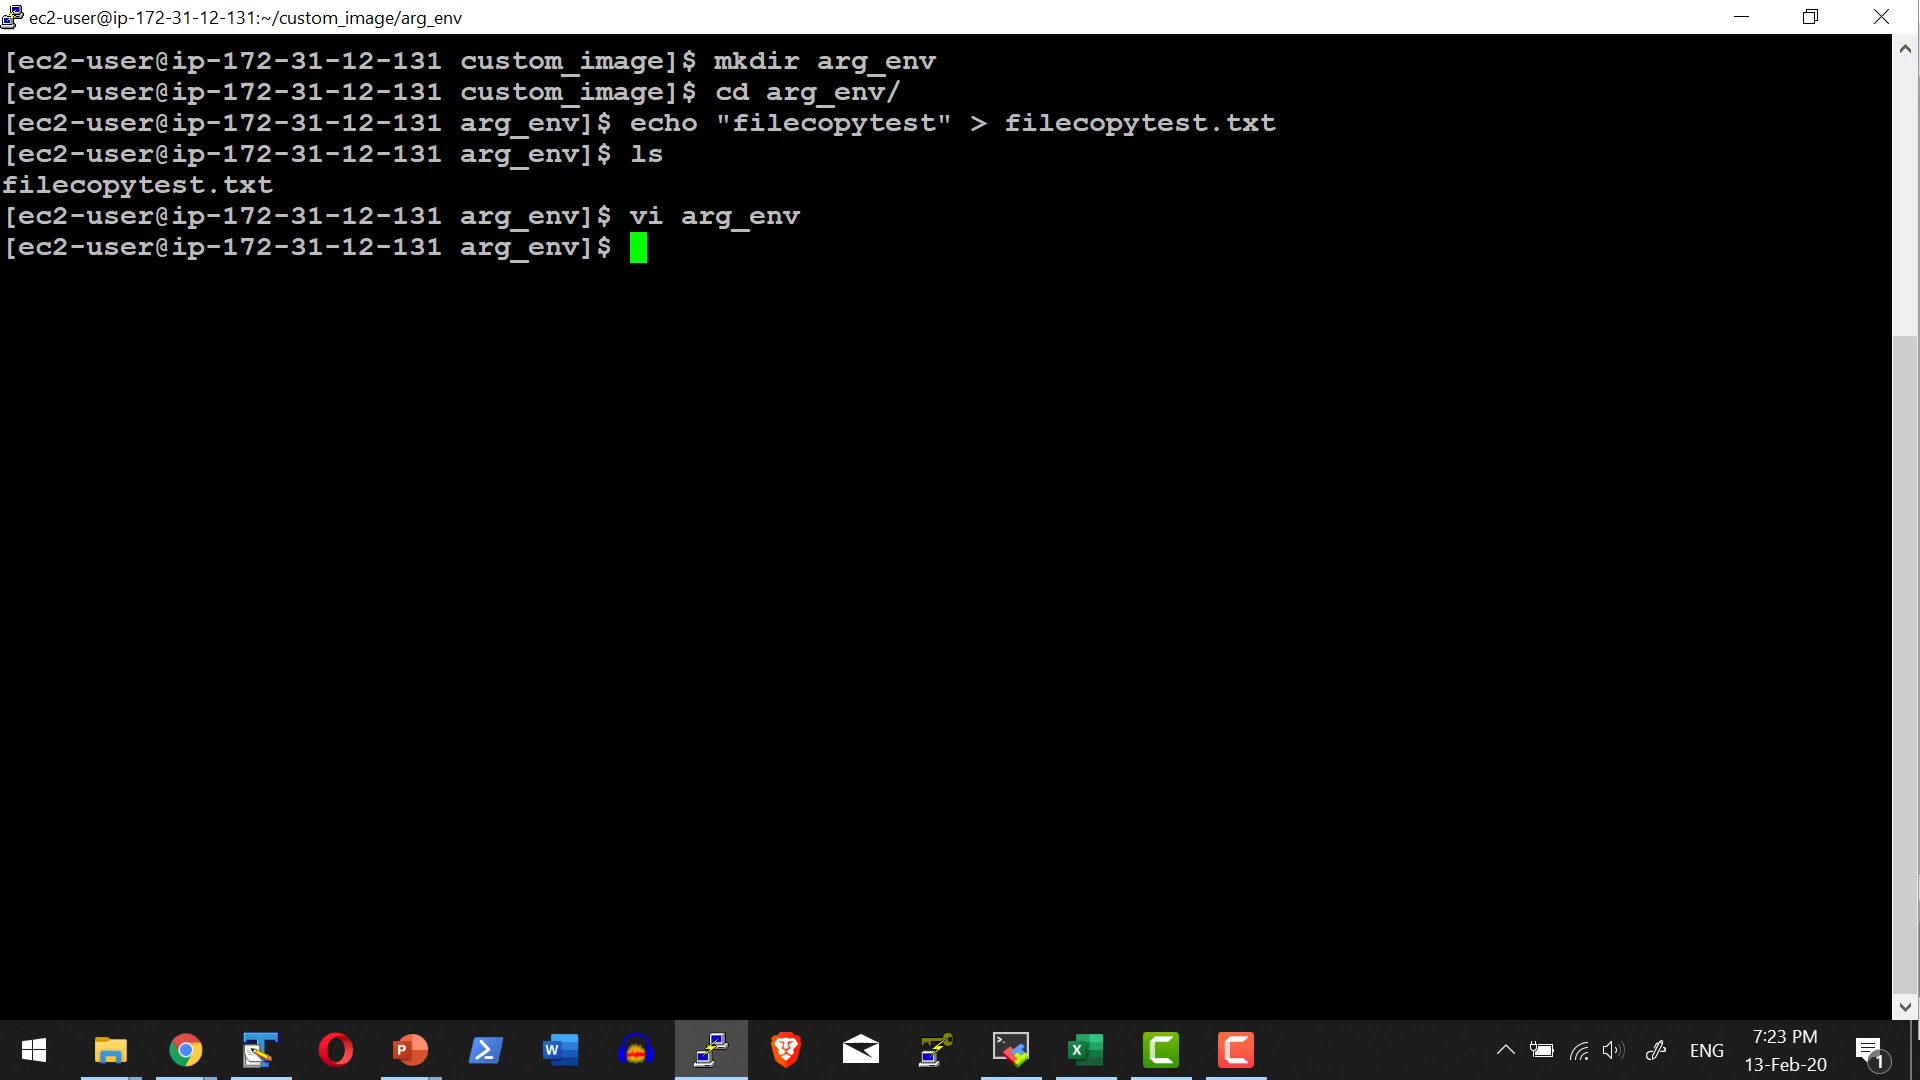 ec2-user@ip-172-31-12-131:~/custom_image/arg_env
[ec2-user@ip-172-31-12-131 custom_image]$ mkdir arg_env
[ec2-user@ip-172-31-12-131 custom_image]$ cd arg_env/
[ec2-user@ip-172-31-12-131 arg_env]$ echo "filecopytest" > filecopytest.txt
[ec2-user@ip-172-31-12-131 arg_env]$ ls
filecopytest.txt
[ec2-user@ip-172-31-12-131 arg_env]$ vi arg_env
[ec2-user@ip-172-31-12-131 arg_env]$
ENG
7:23 PM
13-Feb-20
1